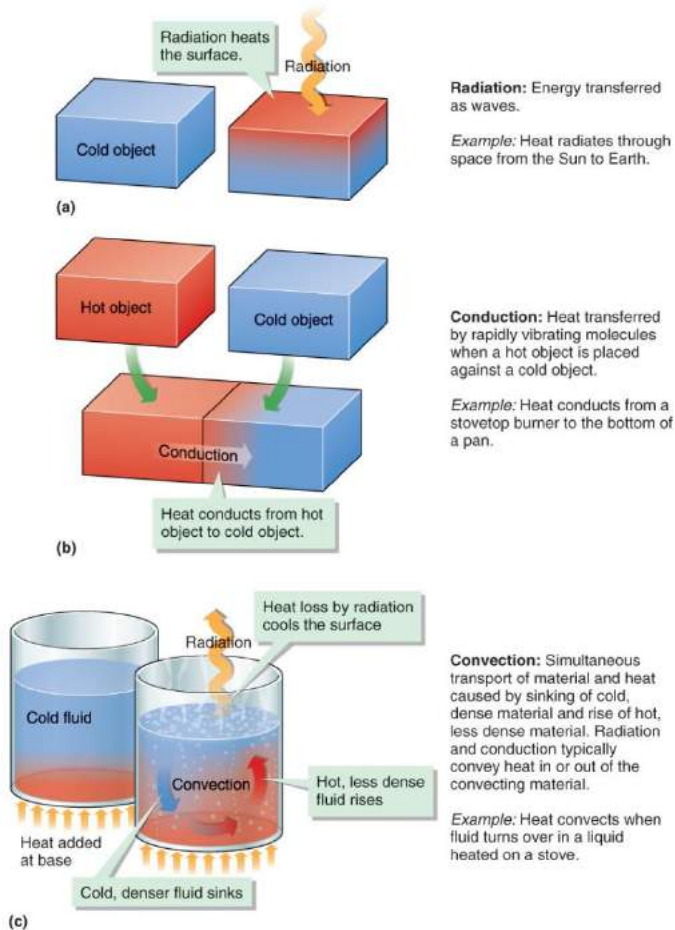 Radiation heats
the surface.
Radiation
Cold object
(a)
Radiation: Energy transferred
as waves.
Example: Heat radiates through
space from the Sun to Earth.
Hot object
Cold object
Conduction
Heat conducts from hot
object to cold object.
(b)
Conduction: Heat transferred
by rapidly vibrating molecules
when a hot object is placed
against a cold object.
Example: Heat conducts from a
stovetop burner to the bottom of
a pan.
Heat loss by radiation
cools the surface
Radiation
Cold fluid
Convection
Hot, less dense
fluid rises
Heat added
at base
Cold, denser fluid sinks
(c)
Convection: Simultaneous
transport of material and heat
caused by sinking of cold,
dense material and rise of hot,
less dense material. Radiation
and conduction typically
convey heat in or out of the
convecting material.
Example: Heat convects when
fluid turns over in a liquid
heated on a stove.